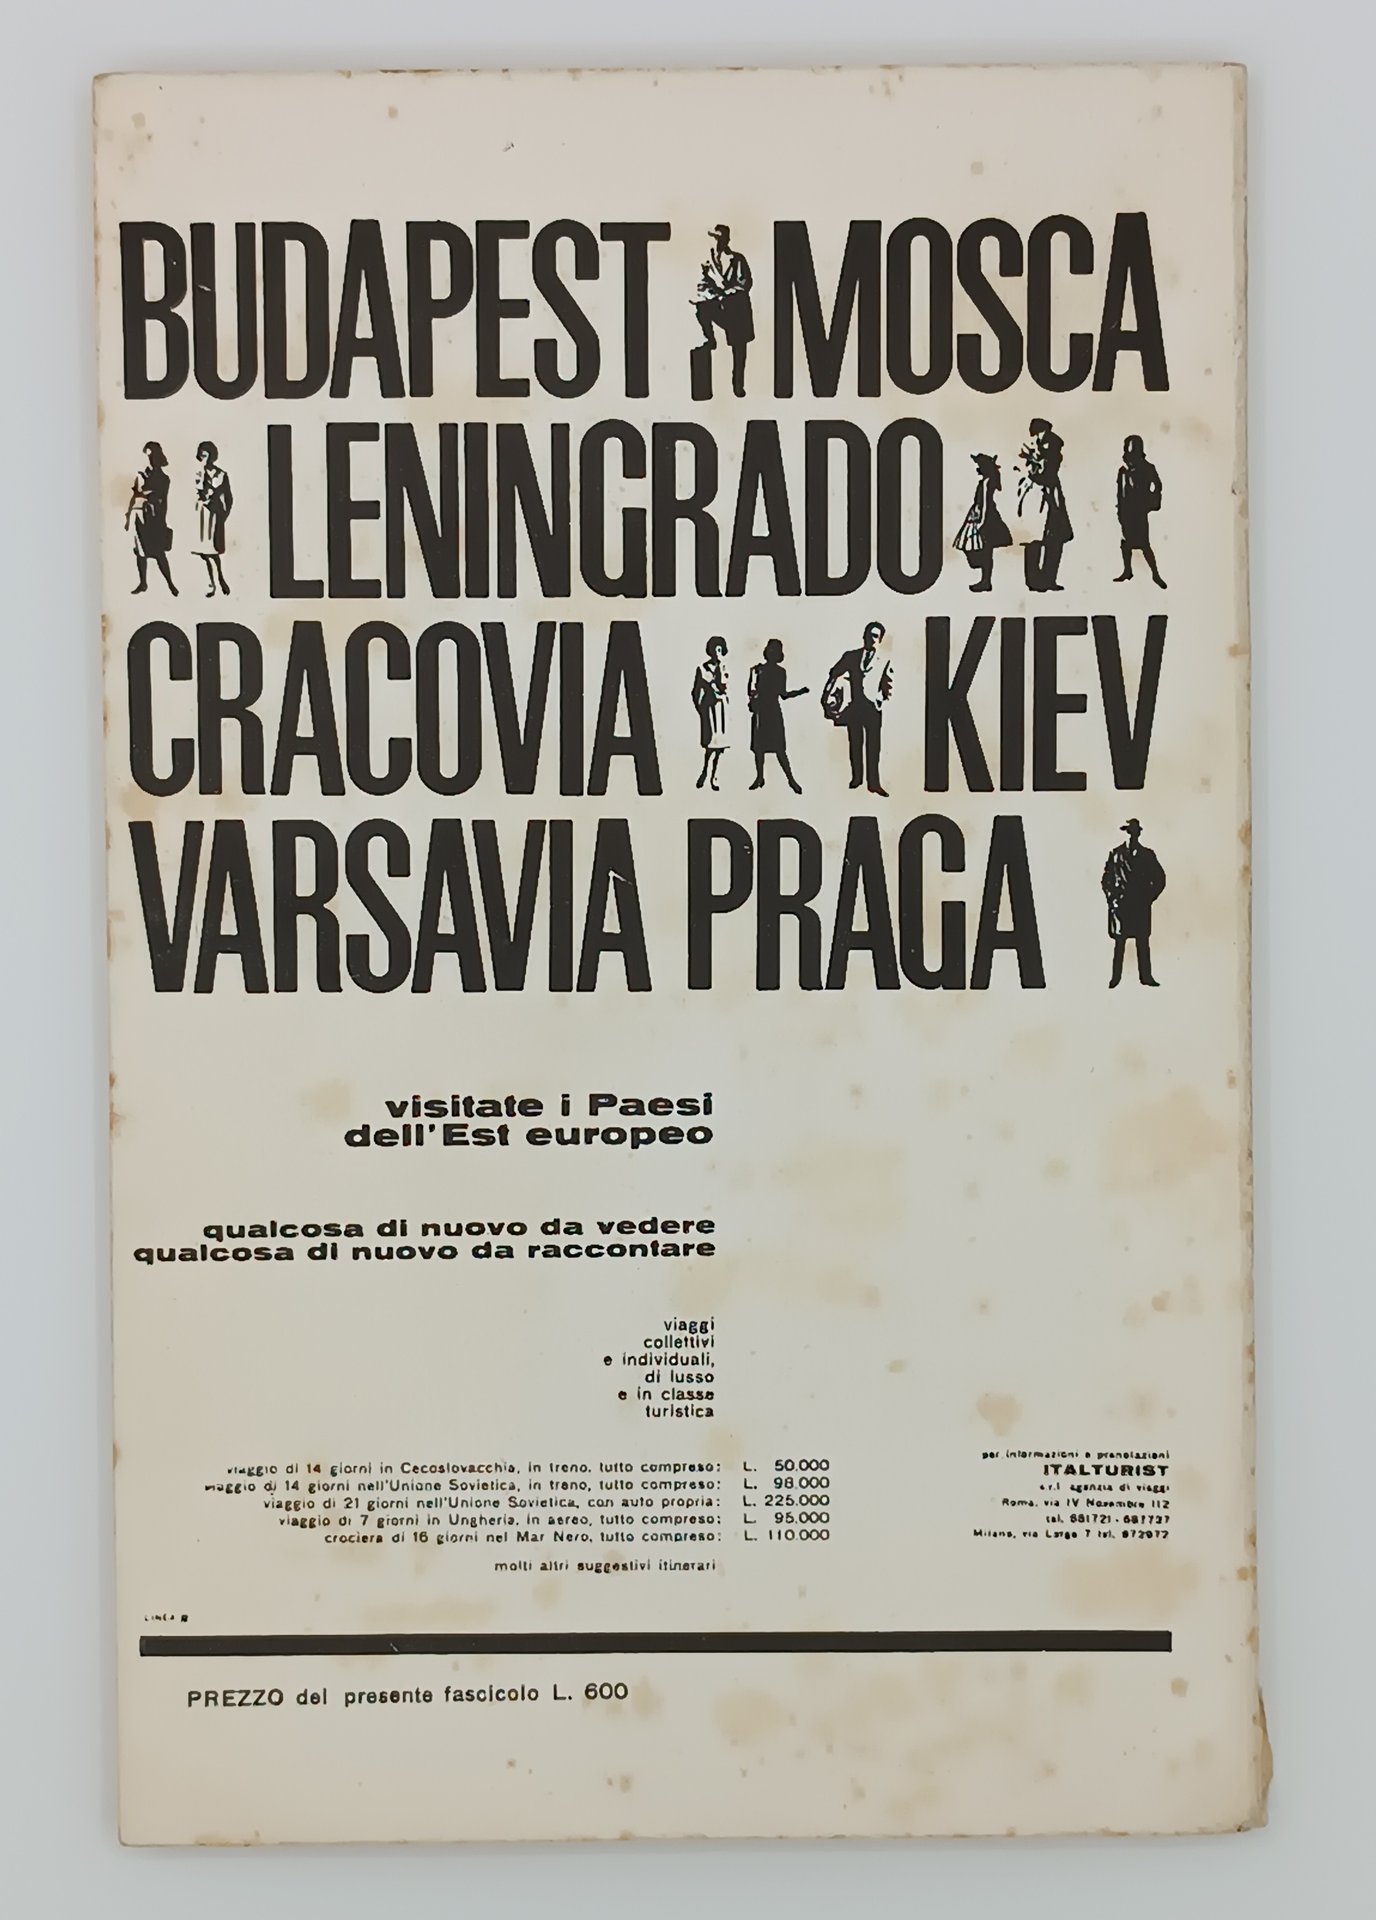 BUDAPEST MOSCA
LENINGRADO
CRACOVIA KIEV
VARSAVIA PRAGA
visitate i Paesi
dell'Est europeo
qualcosa di nuovo da vedere
qualcosa di nuovo da raccontare
viaggi
collettivi
e individuali,
di lusso
e in classe
turistica
viaggio di 14 giorni in Cecoslovacchia, in treno, tutto compreso: L. 50.000
viaggio di 14 giorni nell'Unione Sovietica, in treno, tutto compreso: L. 98.000
viaggio di 21 giorni nell'Unione Sovietica, con auto propria: L. 225.000
viaggio di 7 giorni in Ungheria, in aereo, tutto compreso: L. 95.000
crociera di 16 giorni nel Mar Nero, tutto compreso: L. 110.000
molti altri suggestivi itinerari
per informazioni e prenotazioni
ITALTURIST
s.r.l. agenzia di viaggi
Roma, via IV Novembre 112
tel. 681721 - 687737
Milano, via Larga 7 tel. 872972
LINEA
PREZZO del presente fascicolo L. 600